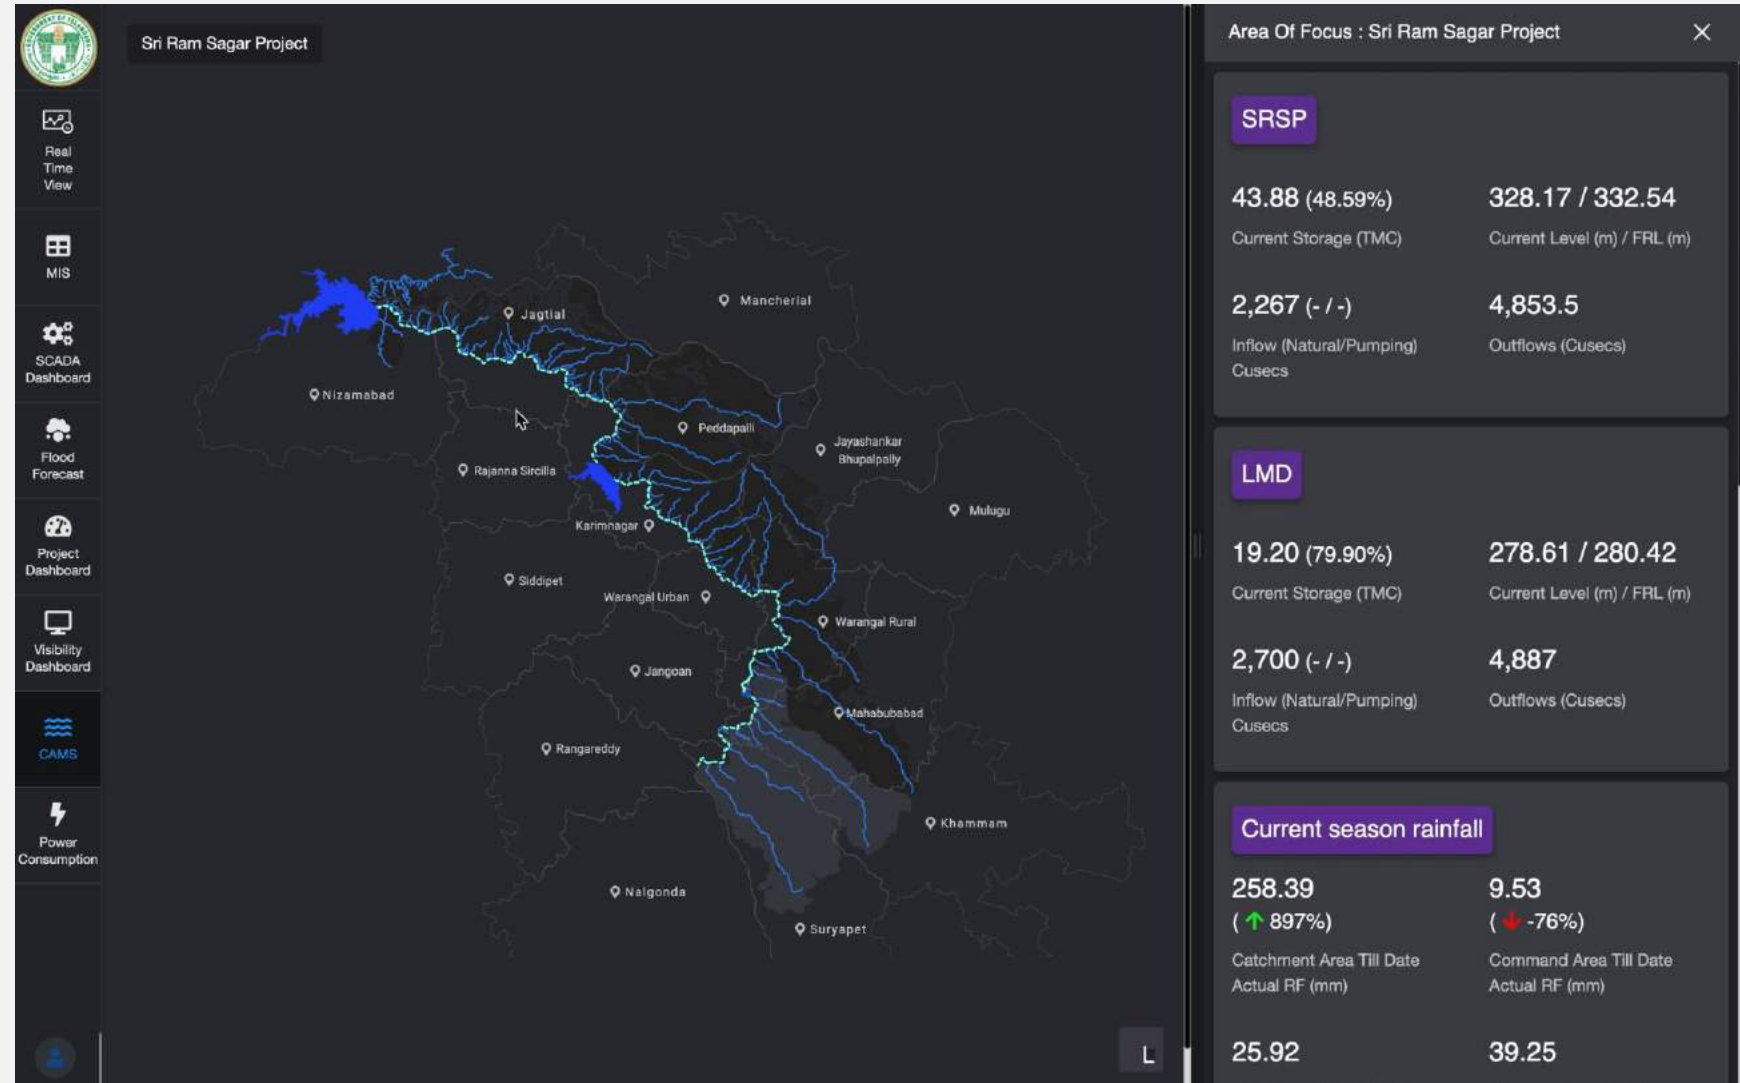 Sri Ram Sagar Project
Real
Time
View
MIS
SCADA
Dashboard
Flood
Forecast
Project
Dashboard
Visibility
Dashboard
CAMS
Power
Consumption
Jagtial
Mancherial
Nizamabad
Peddapalli
Jayashankar
Bhupalpally
Rajanna Sircilla
Mulugu
Karimnagar
Siddipet
Warangal Urban
Warangal Rural
Jangoan
Mahabubabad
Rangareddy
Khammam
Nalgonda
Suryapet
L
Area Of Focus : Sri Ram Sagar Project
SRSP
43.88 (48.59%)
Current Storage (TMC)
328.17 / 332.54
Current Level (m) / FRL (m)
2,267 (- / -)
Inflow (Natural/Pumping)
Cusecs
4,853.5
Outflows (Cusecs)
LMD
19.20 (79.90%)
Current Storage (TMC)
278.61 / 280.42
Current Level (m) / FRL (m)
2,700 (- / -)
Inflow (Natural/Pumping)
Cusecs
4,887
Outflows (Cusecs)
Current season rainfall
258.39
(↑ 897%)
Catchment Area Till Date
Actual RF (mm)
9.53
(↓ -76%)
Command Area Till Date
Actual RF (mm)
25.92
39.25